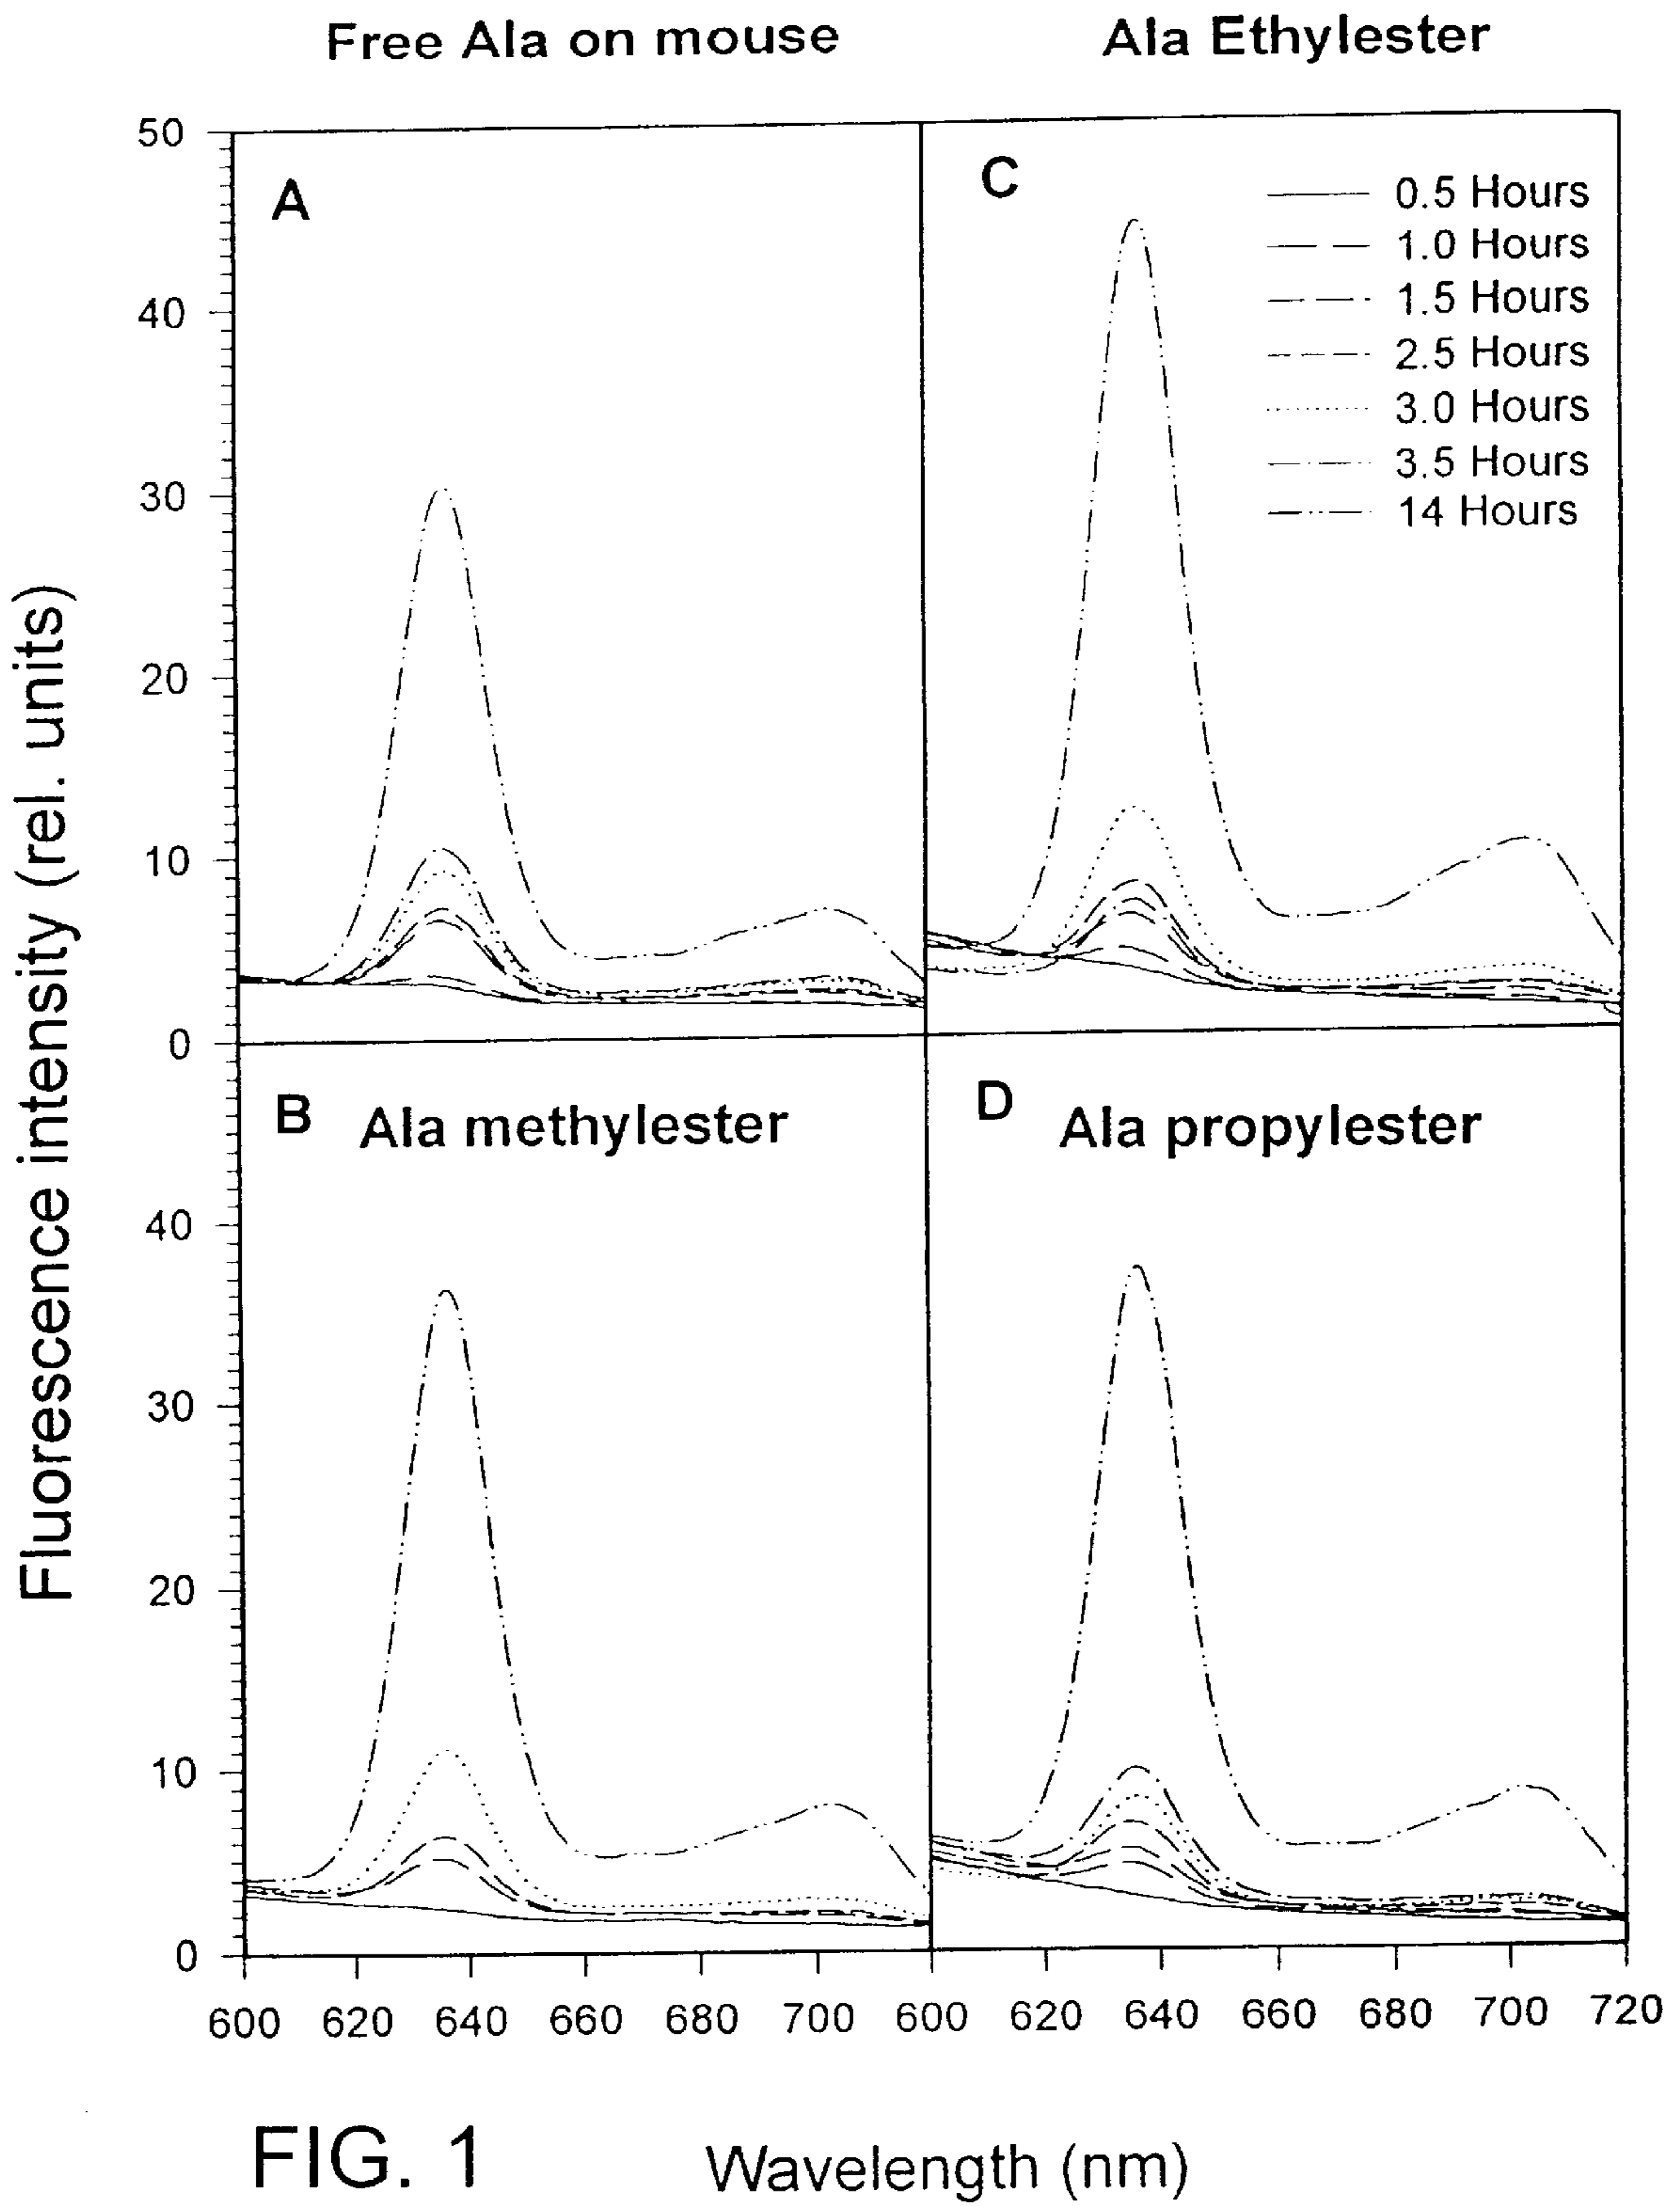 Free Ala on mouse
Ala Ethylester
Fluorescence intensity (rel. units)
50
40
30
20
10
0
40
30
20
10
0
A
C
0.5 Hours
1.0 Hours
1.5 Hours
2.5 Hours
3.0 Hours
3.5 Hours
14 Hours
B Ala methylester
D Ala propylester
600 620 640 660 680 700 600 620 640 660 680 700 720
FIG. 1
Wavelength (nm)